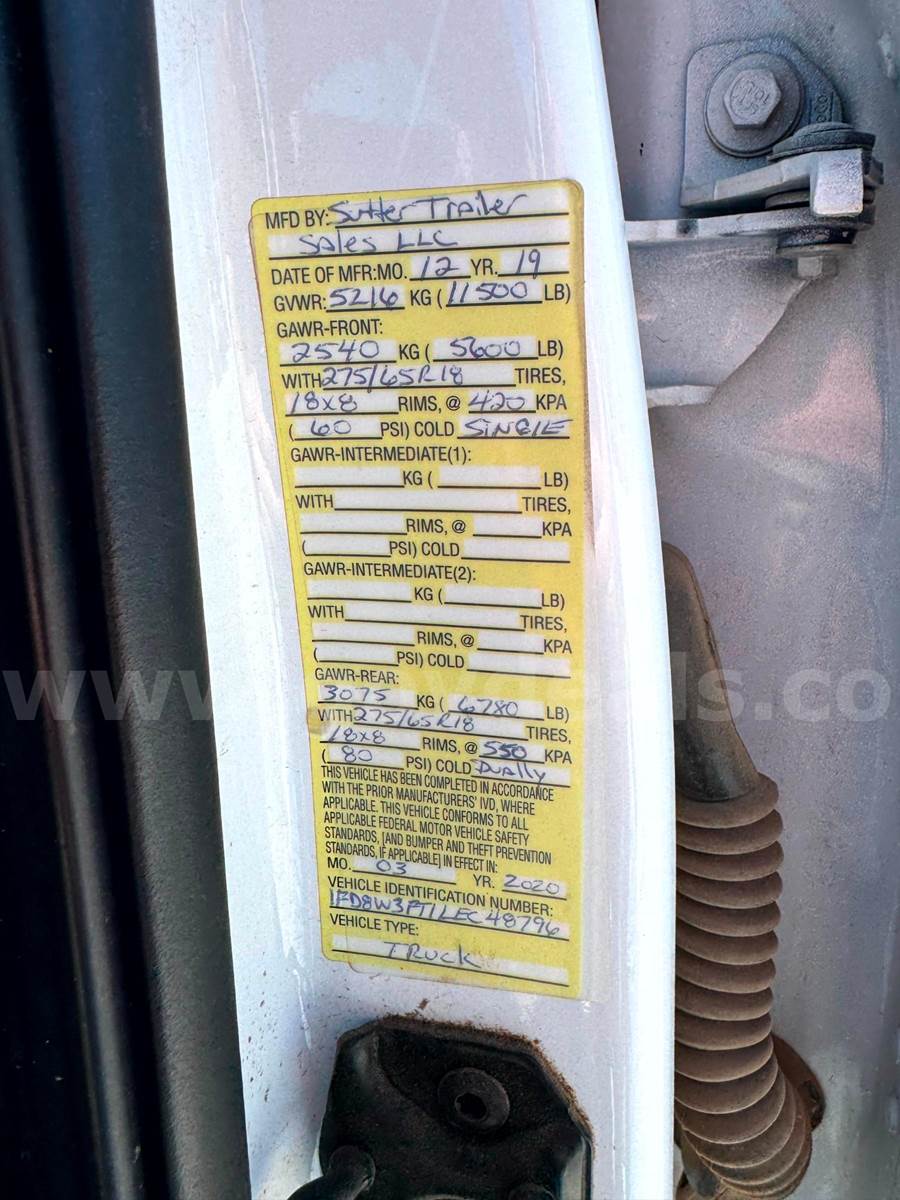 MFD BY: Sutter Trailer
Sales LLC
DATE OF MFR:MO. 12 YR. 19
GVWR: 5216 KG (11500 LB)
GAWR-FRONT:
2540 KG ( 5600 LB)
WITH 275/65R18 TIRES,
18x8 RIMS, @ 420 KPA
( 60 PSI) COLD SINGlE
GAWR-INTERMEDIATE(1):
KG ( LB)
WITH TIRES,
RIMS, @ KPA
( PSI) COLD
GAWR-INTERMEDIATE(2):
KG ( LB)
WITH TIRES,
RIMS, @ KPA
( PSI) COLD
GAWR-REAR:
3075 KG ( 6780 LB)
WITH 275/65R18 TIRES,
18x8 RIMS, @ 550 KPA
( 80 PSI) COLD Dually
THIS VEHICLE HAS BEEN COMPLETED IN ACCORDANCE
WITH THE PRIOR MANUFACTURERS' IVD, WHERE
APPLICABLE. THIS VEHICLE CONFORMS TO ALL
APPLICABLE FEDERAL MOTOR VEHICLE SAFETY
STANDARDS, [AND BUMPER AND THEFT PREVENTION
STANDARDS, IF APPLICABLE] IN EFFECT IN:
MO. 03 YR. 2020
VEHICLE IDENTIFICATION NUMBER:
1FD8W3FT1LEC48796
VEHICLE TYPE:
TRuck